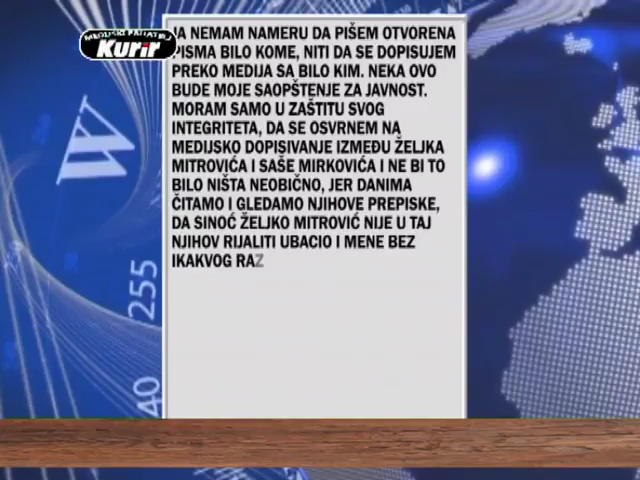 Kurir
JA NEMAM NAMERU DA PIŠEM OTVORENA
PISMA BILO KOME, NITI DA SE DOPISUJEM
PREKO MEDIJA SA BILO KIM. NEKA OVO
BUDE MOJE SAOPŠTENJE ZA JAVNOST.
MORAM SAMO U ZAŠTITU SVOG
INTEGRITETA, DA SE OSVRNEM NA
MEDIJSKO DOPISIVANJE IZMEĐU ŽELJKA
MITROVIĆA I SAŠE MIRKOVIĆA I NE BI TO
BILO NIŠTA NEOBIČNO, JER DANIMA
ČITAMO I GLEDAMO NJIHOVE PREPISKE,
DA SINOĆ ŽELJKO MITROVIĆ NIJE U TAJ
NJIHOV RIJALITI UBACIO I MENE BEZ
IKAKVOG RAZ
W
255
40